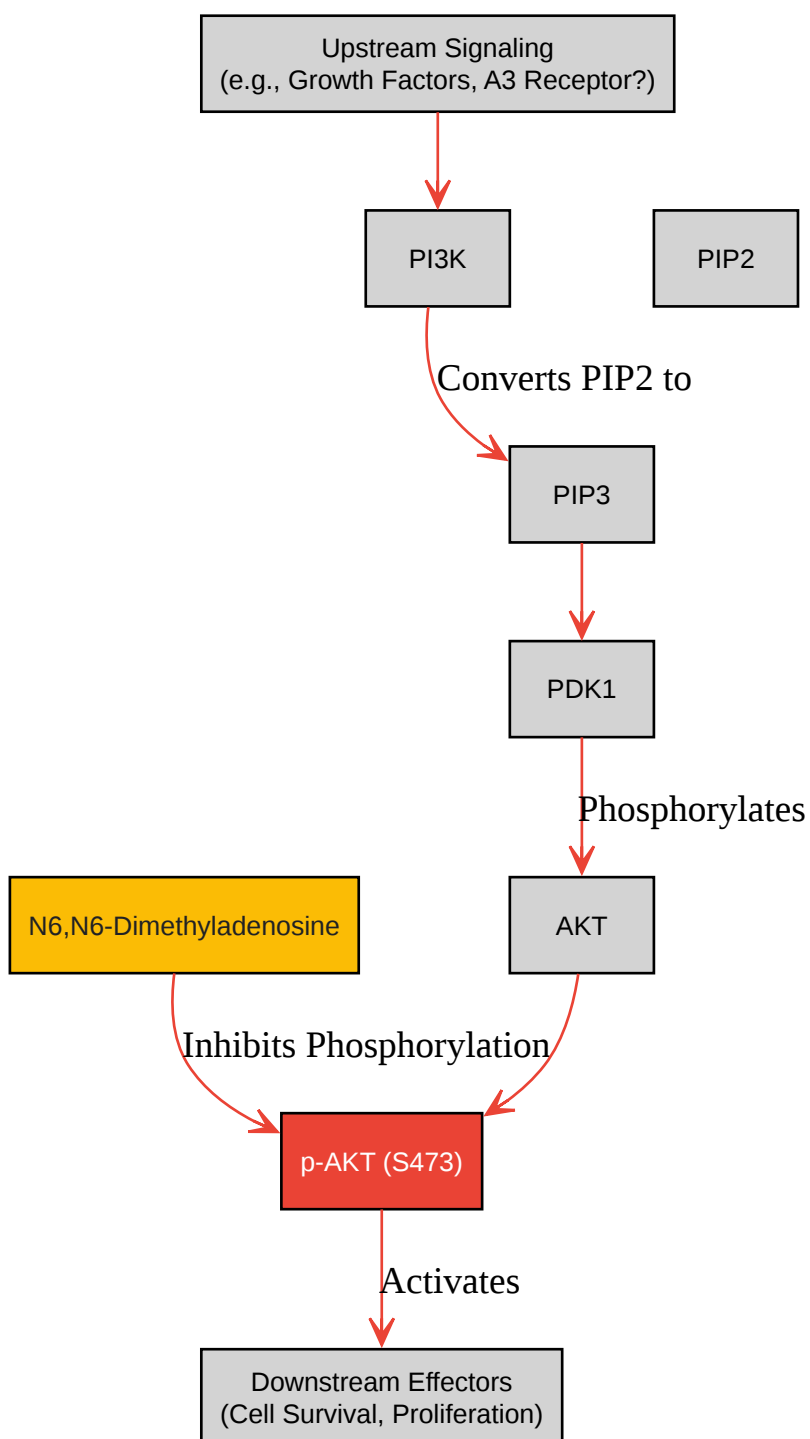 Upstream Signaling
(e.g., Growth Factors, A3 Receptor?)
PI3K
PIP2
Converts PIP2 to
PIP3
PDK1
Phosphorylates
N6,N6-Dimethyladenosine
AKT
Inhibits Phosphorylation
p-AKT (S473)
Activates
Downstream Effectors
(Cell Survival, Proliferation)